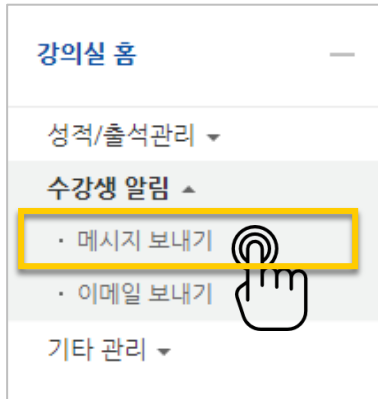 강의실 홈
성적/출석관리
수강생 알림
· 메시지 보내기
· 이메일 보내기
기타 관리